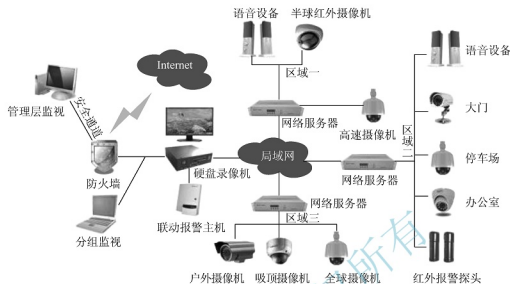 语音设备
半球红外摄像机
语音设备
Internet
区域一
管理层监视
安全通道
网络服务器
高速摄像机
大门
区域二
局域网
停车场
防火墙
硬盘录像机
网络服务器
网络服务器
办公室
分组监视
联动报警主机
区域三
所有
户外摄像机
吸顶摄像机
全球摄像机
红外报警探头